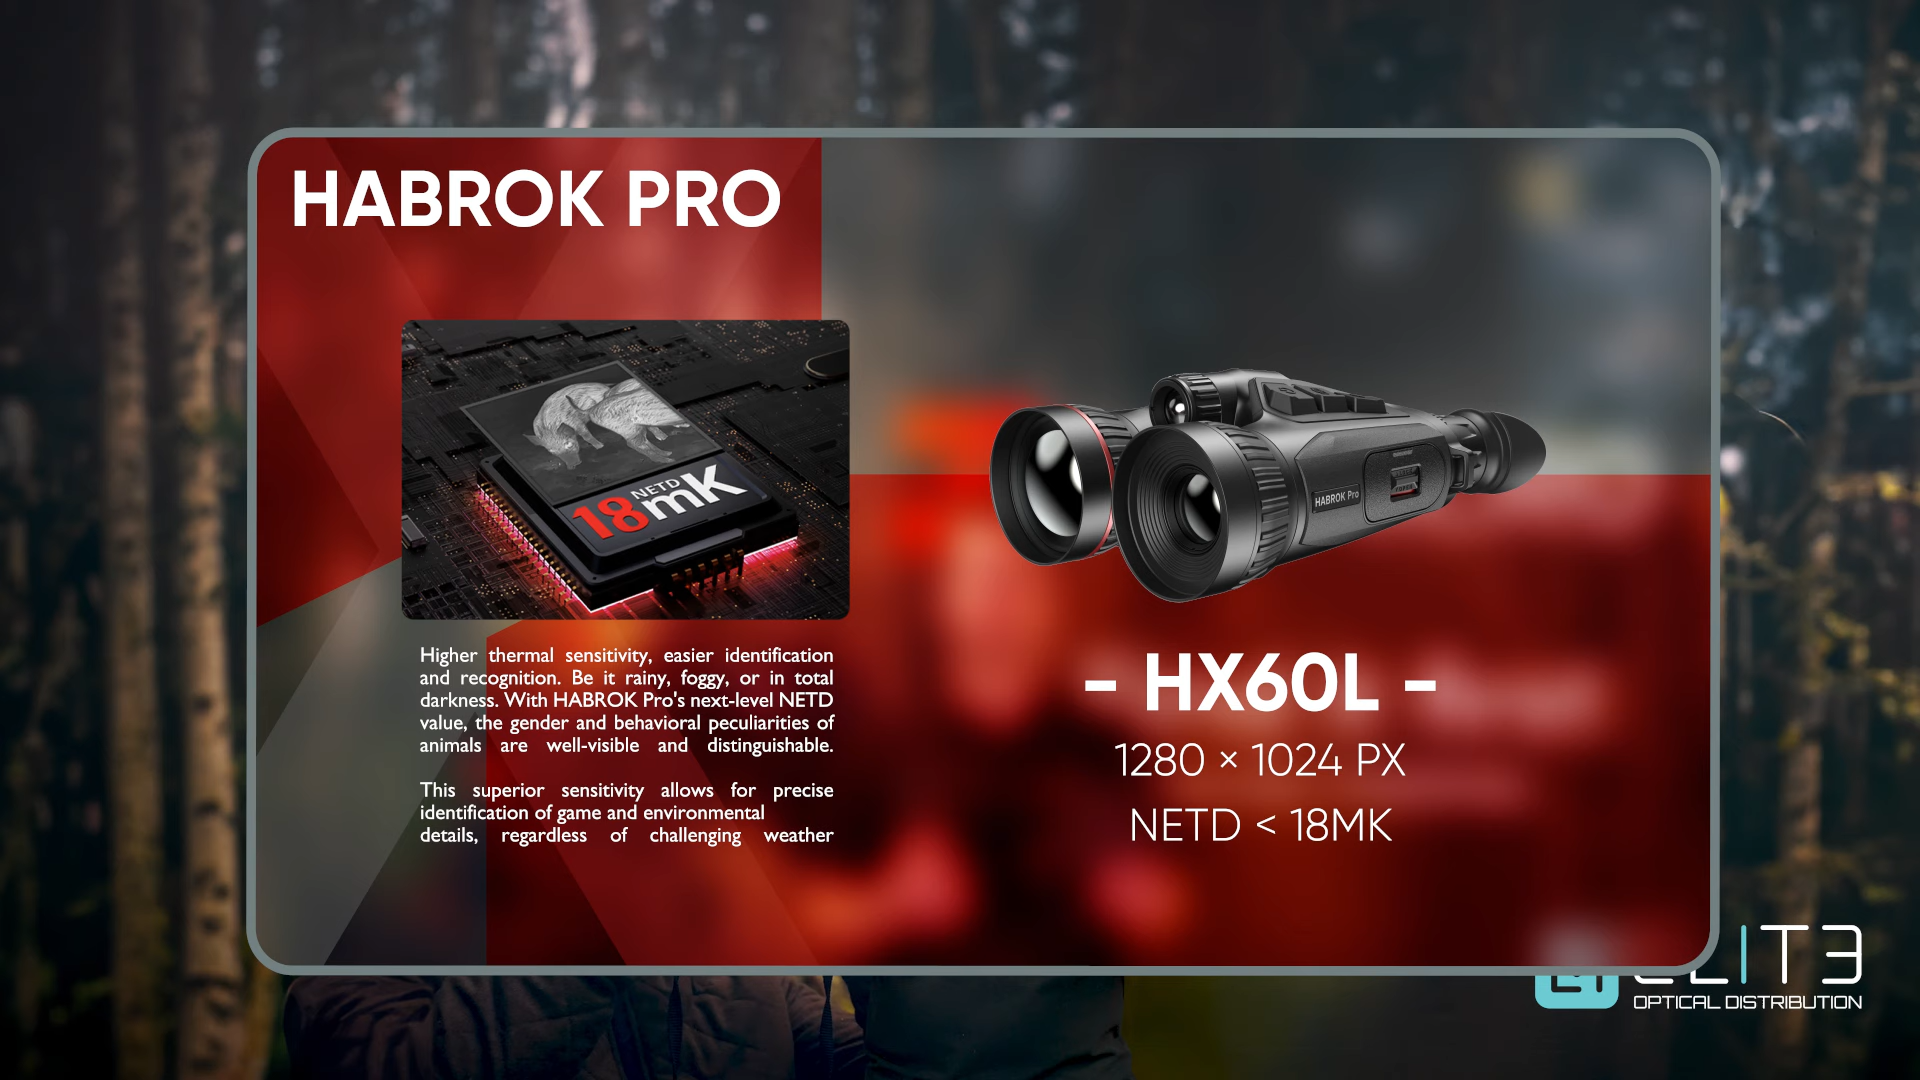 HABROK PRO
NETD
18mK
Higher thermal sensitivity, easier identification
and recognition. Be it rainy, foggy, or in total
darkness. With HABROK Pro's next-level NETD
value, the gender and behavioral peculiarities of
animals are well-visible and distinguishable.
This superior sensitivity allows for precise
identification of game and environmental
details, regardless of challenging weather
HABROK Pro
- HX60L -
1280 × 1024 PX
NETD < 18MK
ELIT3
OPTICAL DISTRIBUTION